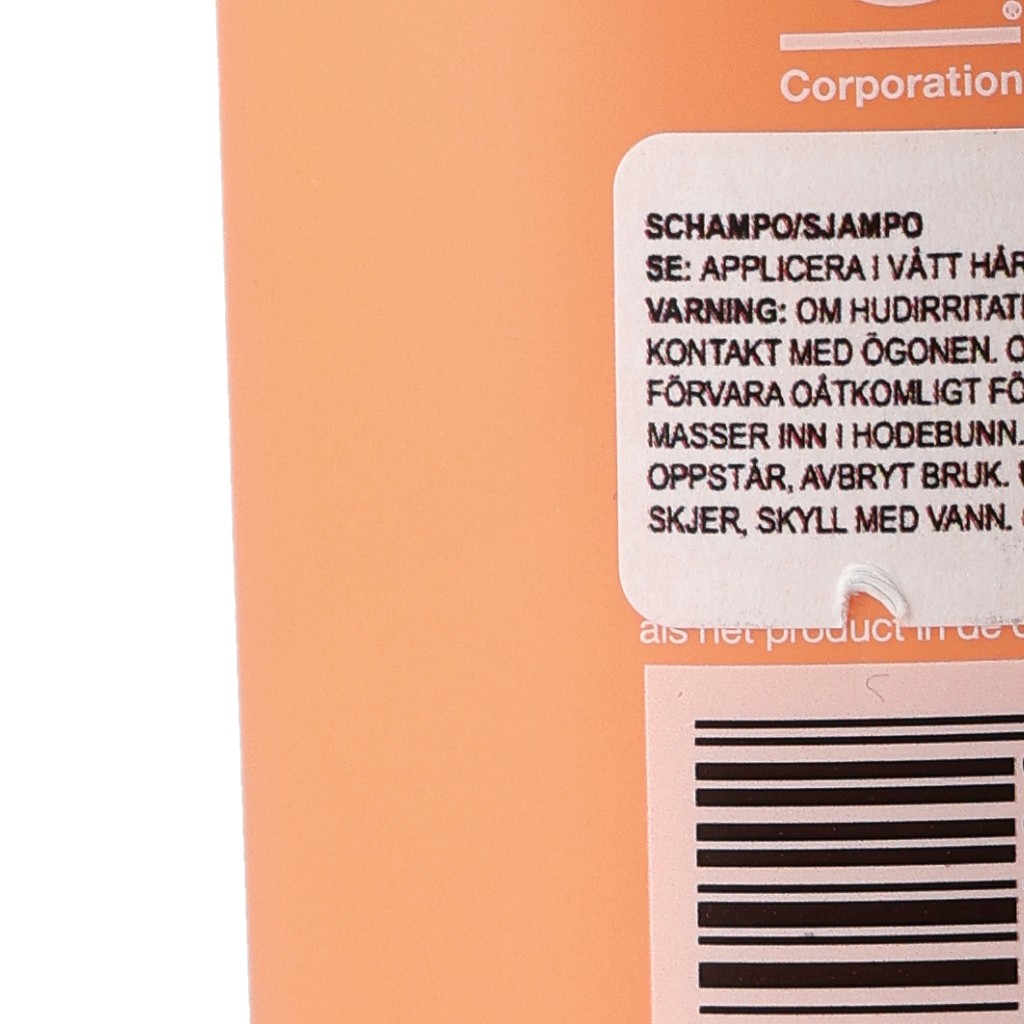 ®
Corporation
SCHAMPO/SJAMPO
SE: APPLICERA I VÅTT HÅR
VARNING: OM HUDIRRITATI
KONTAKT MED ÖGONEN. O
FÖRVARA OÅTKOMLIGT FÖ
MASSER INN I HODEBUNN.
OPPSTÅR, AVBRYT BRUK.
SKJER, SKYLL MED VANN.
als het product in de